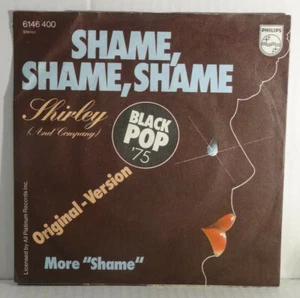 6146 400
Stereo
PHILIPS
SHAME,
SHAME, SHAME
Shirley
(And Company)
BLACK
POP
'75
Original-Version
More "Shame"
Licensed by All Platinum Records Inc.